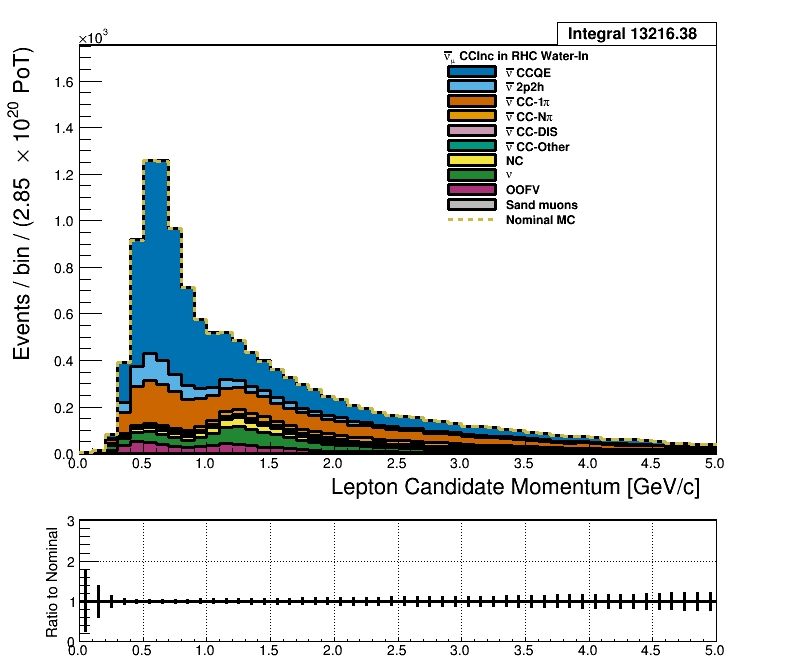 Integral 13216.38
×10³
ν̅μ CCInc in RHC Water-In
ν̅ CCQE
ν̅ 2p2h
ν̅ CC-1π
ν̅ CC-Nπ
ν̅ CC-DIS
ν̅ CC-Other
NC
ν
OOFV
Sand muons
Nominal MC
Events / bin / (2.85 × 10²⁰ PoT)
1.6
1.4
1.2
1.0
0.8
0.6
0.4
0.2
0.0
0.0 0.5 1.0 1.5 2.0 2.5 3.0 3.5 4.0 4.5 5.0
Lepton Candidate Momentum [GeV/c]
Ratio to Nominal
3
2
1
0
0.0 0.5 1.0 1.5 2.0 2.5 3.0 3.5 4.0 4.5 5.0